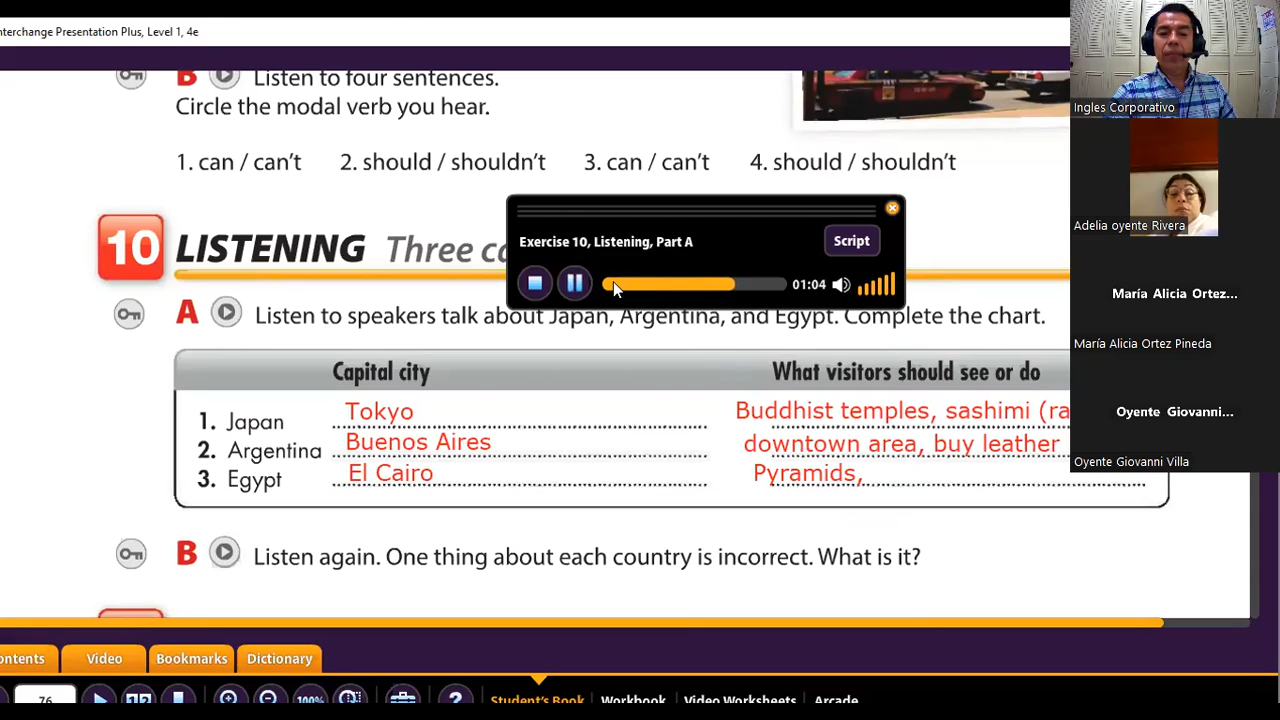 nterchange Presentation Plus, Level 1, 4e
B Listen to four sentences.
Circle the modal verb you hear.
1. can / can't 2. should / shouldn't 3. can / can't 4. should / shouldn't
10 LISTENING Three ca
Exercise 10, Listening, Part A
Script
01:04
A Listen to speakers talk about Japan, Argentina, and Egypt. Complete the chart.
Capital city What visitors should see or do
1. Japan Tokyo Buddhist temples, sashimi (ra
2. Argentina Buenos Aires downtown area, buy leather
3. Egypt El Cairo Pyramids,
B Listen again. One thing about each country is incorrect. What is it?
ontents Video Bookmarks Dictionary
76 100% ? Student's Book Workbook Video Worksheets Arcade
Ingles Corporativo
Adelia oyente Rivera
María Alicia Ortez...
María Alicia Ortez Pineda
Oyente Giovanni...
Oyente Giovanni Villa